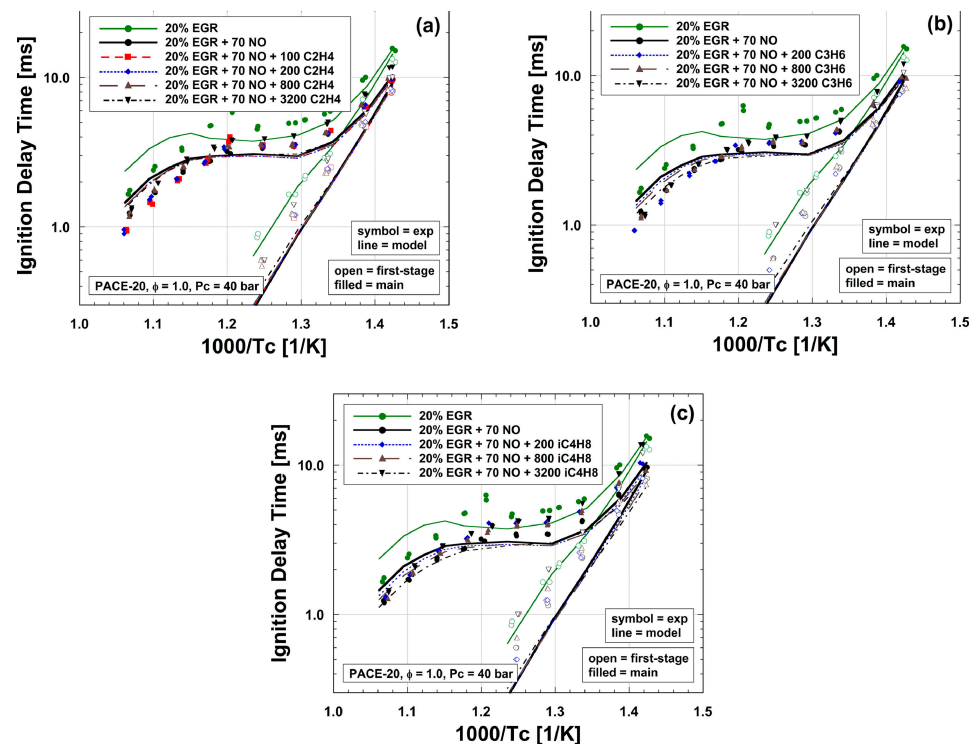 (a)
20% EGR
20% EGR + 70 NO
20% EGR + 70 NO + 100 C2H4
20% EGR + 70 NO + 200 C2H4
20% EGR + 70 NO + 800 C2H4
20% EGR + 70 NO + 3200 C2H4
Ignition Delay Time [ms]
10.0
1.0
symbol = exp
line = model
open = first-stage
filled = main
PACE-20, ϕ = 1.0, Pc = 40 bar
1.0 1.1 1.2 1.3 1.4 1.5
1000/Tc [1/K]
(b)
20% EGR
20% EGR + 70 NO
20% EGR + 70 NO + 200 C3H6
20% EGR + 70 NO + 800 C3H6
20% EGR + 70 NO + 3200 C3H6
Ignition Delay Time [ms]
10.0
1.0
symbol = exp
line = model
open = first-stage
filled = main
PACE-20, ϕ = 1.0, Pc = 40 bar
1.0 1.1 1.2 1.3 1.4 1.5
1000/Tc [1/K]
(c)
20% EGR
20% EGR + 70 NO
20% EGR + 70 NO + 200 iC4H8
20% EGR + 70 NO + 800 iC4H8
20% EGR + 70 NO + 3200 iC4H8
Ignition Delay Time [ms]
10.0
1.0
symbol = exp
line = model
open = first-stage
filled = main
PACE-20, ϕ = 1.0, Pc = 40 bar
1.0 1.1 1.2 1.3 1.4 1.5
1000/Tc [1/K]